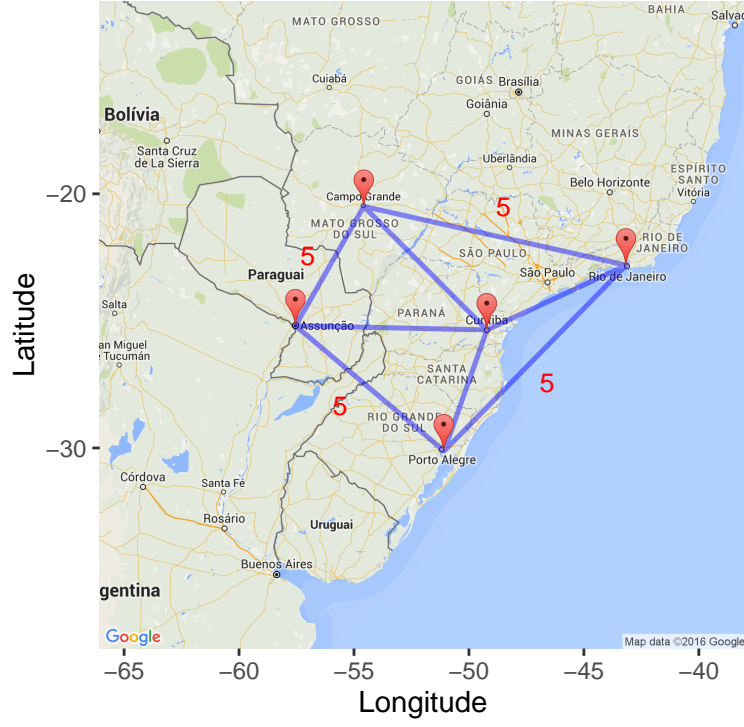 MATO GROSSO
BAHIA
Salvac
Cuiabá
GOIÁS
Brasília
Goiânia
Bolívia
Santa Cruz
de La Sierra
MINAS GERAIS
Uberlândia
ESPÍRITO
SANTO
Belo Horizonte
Vitória
−20
Campo Grande
5
MATO GROSSO
DO SUL
RIO DE
JANEIRO
5
SÃO PAULO
Paraguai
São Paulo
Rio de Janeiro
Salta
PARANÁ
Curitiba
Assunção
an Miguel
e Tucumán
Latitude
SANTA
CATARINA
5
5
RIO GRANDE
DO SUL
−30
Porto Alegre
Córdova
Santa Fé
Rosário
Uruguai
Buenos Aires
gentina
Google
Map data ©2016 Google
−65
−60
−55
−50
−45
−40
Longitude